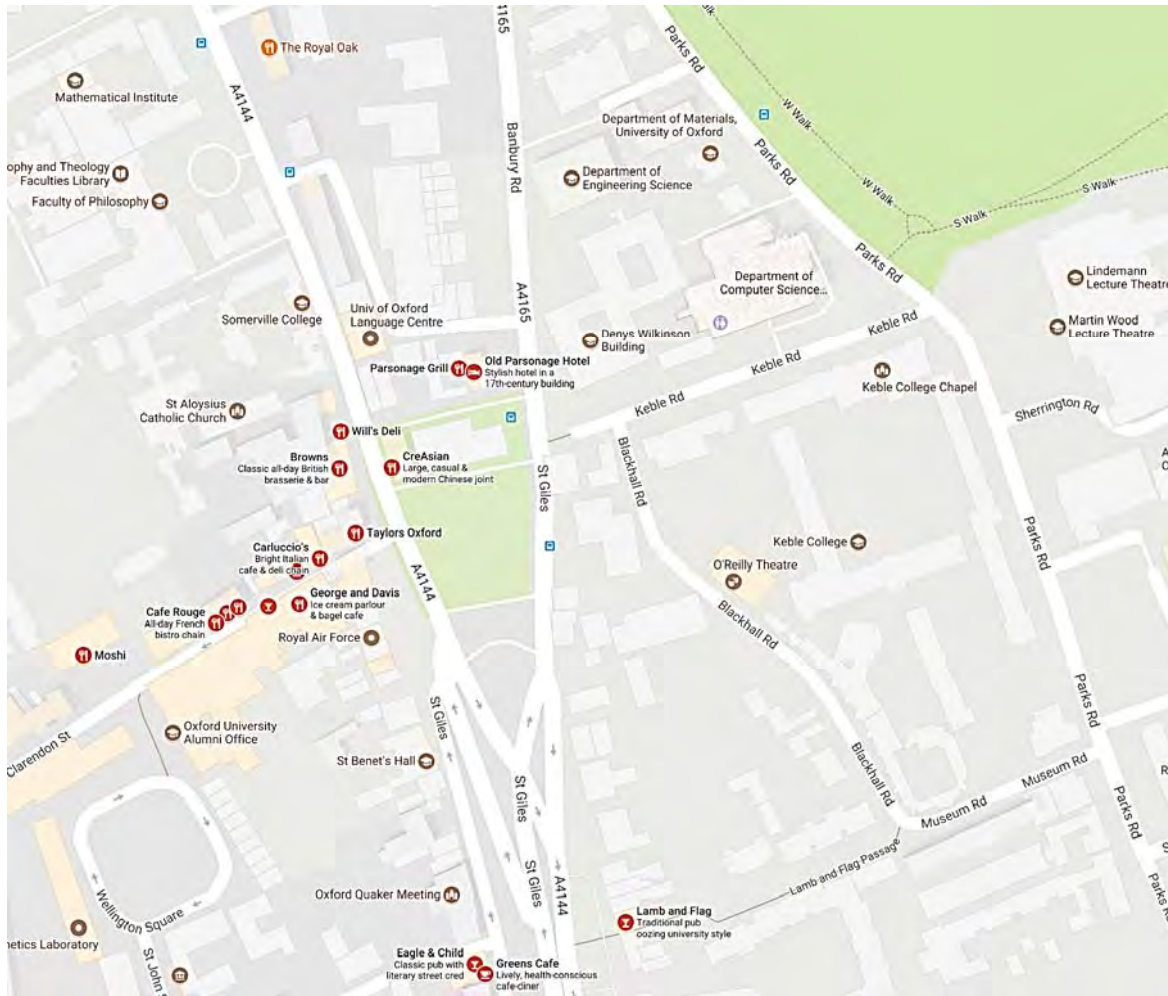 A4165
Parks Rd
The Royal Oak
Mathematical Institute
A4144
W Walk
Banbury Rd
Department of Materials,
University of Oxford
Parks Rd
ophy and Theology
Faculties Library
Department of
Engineering Science
Faculty of Philosophy
W Walk
S Walk
S Walk
Parks Rd
Lindemann
Lecture Theatre
Department of
Computer Science...
A4165
Somerville College
Univ of Oxford
Language Centre
Keble Rd
Martin Wood
Lecture Theatre
Denys Wilkinson
Building
Keble Rd
Parsonage Grill
Old Parsonage Hotel
Stylish hotel in a
17th-century building
Keble College Chapel
Keble Rd
Sherrington Rd
St Aloysius
Catholic Church
Will's Deli
Browns
Classic all-day British
brasserie & bar
CreAsian
Large, casual &
modern Chinese joint
St Giles
Blackhall Rd
A
C
Taylors Oxford
Parks Rd
Keble College
Carluccio's
Bright Italian
cafe & deli chain
O'Reilly Theatre
A4144
George and Davis
Ice cream parlour
& bagel cafe
Cafe Rouge
All-day French
bistro chain
Blackhall Rd
Royal Air Force
Moshi
Parks Rd
St Giles
Oxford University
Alumni Office
Clarendon St
St Benet's Hall
Blackhall Rd
St Giles
Museum Rd
Museum Rd
R
Parks Rd
Lamb and Flag Passage
St Giles
A4144
S
Oxford Quaker Meeting
Parks Rd
Wellington Square
Lamb and Flag
Traditional pub
oozing university style
netics Laboratory
St John S
Eagle & Child
Classic pub with
literary street cred
Greens Cafe
Lively, health-conscious
cafe-diner